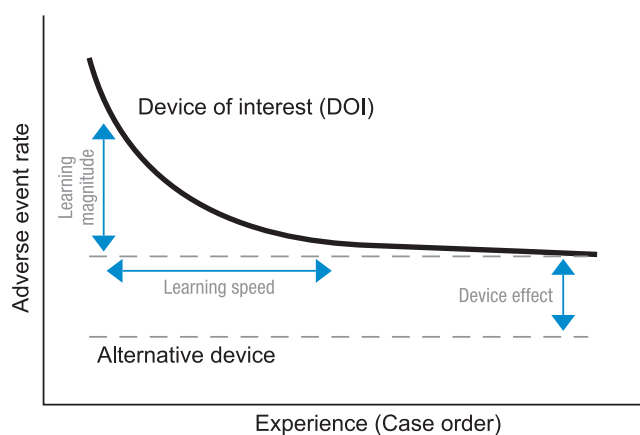 Device of interest (DOI)
Adverse event rate
Learning
magnitude
Learning speed
Device effect
Alternative device
Experience (Case order)